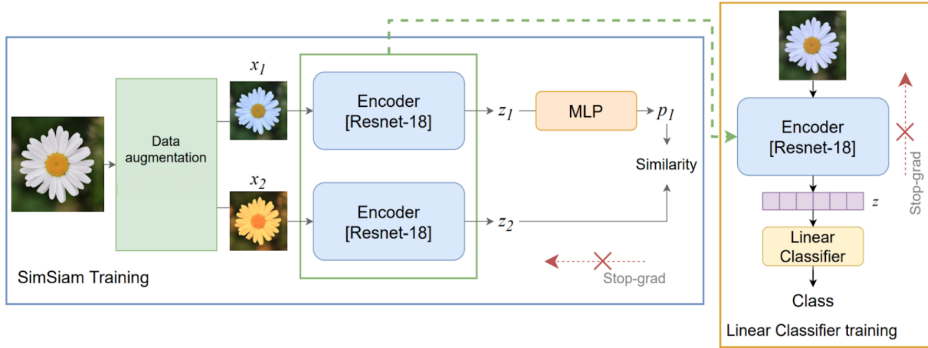 x1
Data
augmentation
x2
Encoder
[Resnet-18]
z1
MLP
p1
Similarity
Encoder
[Resnet-18]
z2
Stop-grad
SimSiam Training
Encoder
[Resnet-18]
Stop-grad
z
Linear
Classifier
Class
Linear Classifier training